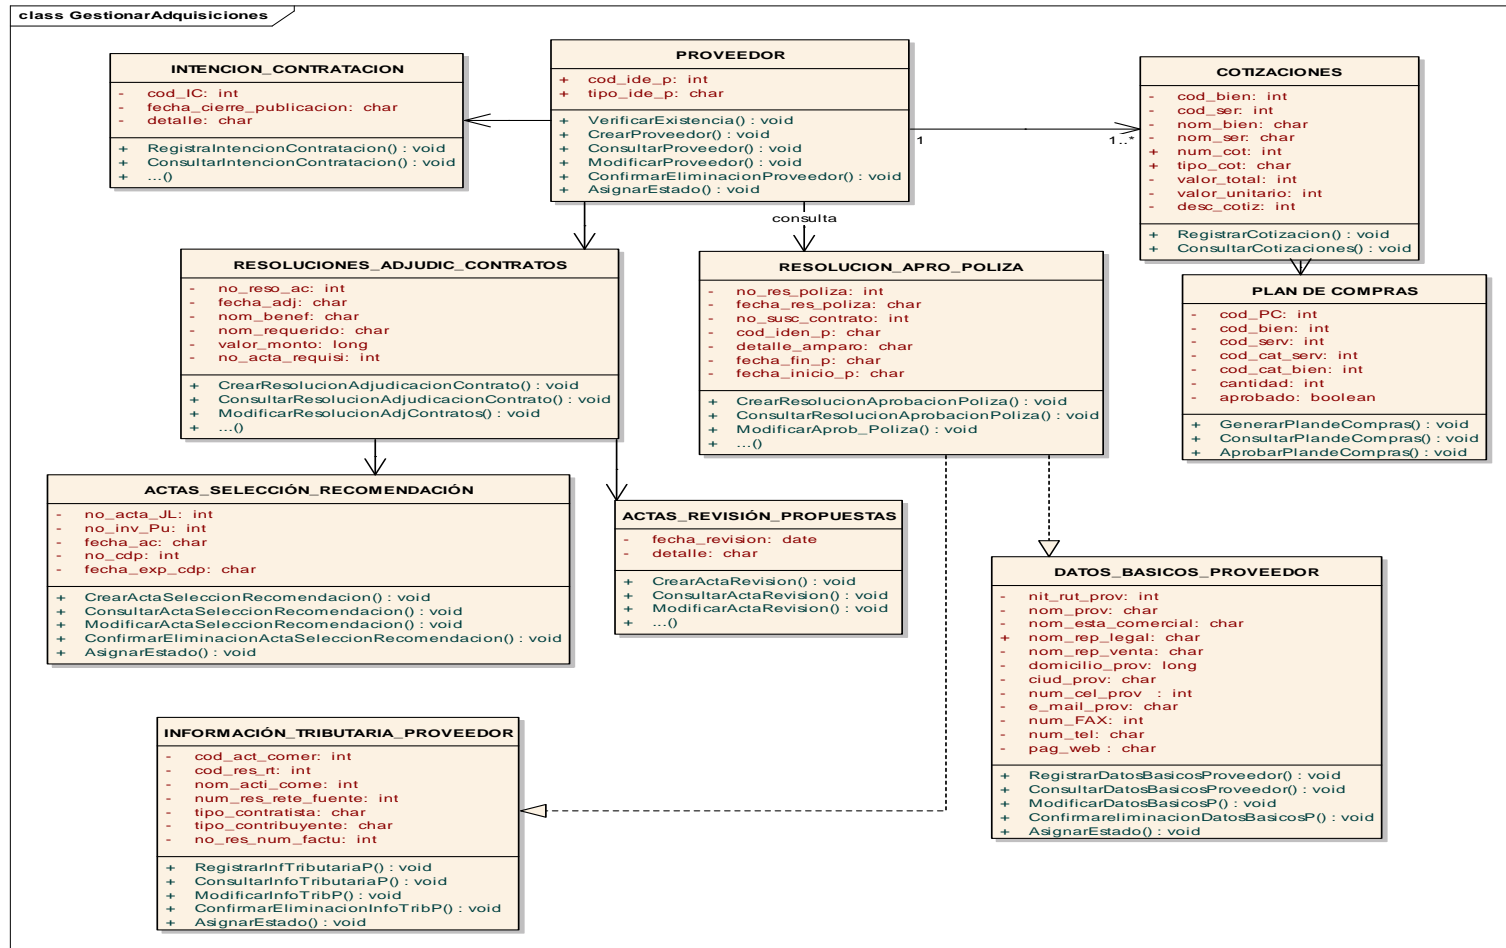 class GestionarAdquisiciones
INTENCION_CONTRATACION
- cod_IC: int
- fecha_cierre_publicacion: char
- detalle: char
+ RegistraIntencionContratacion() : void
+ ConsultarIntencionContratacion() : void
+ ...()
PROVEEDOR
+ cod_ide_p: int
+ tipo_ide_p: char
+ VerificarExistencia() : void
+ CrearProveedor() : void
+ ConsultarProveedor() : void
+ ModificarProveedor() : void
+ ConfirmarEliminacionProveedor() : void
+ AsignarEstado() : void
1
1..*
COTIZACIONES
- cod_bien: int
- cod_ser: int
- nom_bien: char
- nom_ser: char
+ num_cot: int
+ tipo_cot: char
- valor_total: int
- valor_unitario: int
- desc_cotiz: int
+ RegistrarCotizacion() : void
+ ConsultarCotizaciones() : void
consulta
RESOLUCIONES_ADJUDIC_CONTRATOS
- no_reso_ac: int
- fecha_adj: char
- nom_benef: char
- nom_requerido: char
- valor_monto: long
- no_acta_requisi: int
+ CrearResolucionAdjudicacionContrato() : void
+ ConsultarResolucionAdjudicacionContrato() : void
+ ModificarResolucionAdjContratos() : void
+ ...()
RESOLUCION_APRO_POLIZA
- no_res_poliza: int
- fecha_res_poliza: char
- no_susc_contrato: int
- cod_iden_p: char
- detalle_amparo: char
- fecha_fin_p: char
- fecha_inicio_p: char
+ CrearResolucionAprobacionPoliza() : void
+ ConsultarResolucionAprobacionPoliza() : void
+ ModificarAprob_Poliza() : void
+ ...()
PLAN DE COMPRAS
- cod_PC: int
- cod_bien: int
- cod_serv: int
- cod_cat_serv: int
- cod_cat_bien: int
- cantidad: int
- aprobado: boolean
+ GenerarPlandeCompras() : void
+ ConsultarPlandeCompras() : void
+ AprobarPlandeCompras() : void
ACTAS_SELECCIÓN_RECOMENDACIÓN
- no_acta_JL: int
- no_inv_Pu: int
- fecha_ac: char
- no_cdp: int
- fecha_exp_cdp: char
+ CrearActaSeleccionRecomendacion() : void
+ ConsultarActaSeleccionRecomendacion() : void
+ ModificarActaSeleccionRecomendacion() : void
+ ConfirmarEliminacionActaSeleccionRecomendacion() : void
+ AsignarEstado() : void
ACTAS_REVISIÓN_PROPUESTAS
- fecha_revision: date
- detalle: char
+ CrearActaRevision() : void
+ ConsultarActaRevision() : void
+ ModificarActaRevision() : void
+ ...()
DATOS_BASICOS_PROVEEDOR
- nit_rut_prov: int
- nom_prov: char
- nom_esta_comercial: char
+ nom_rep_legal: char
- nom_rep_venta: char
- domicilio_prov: long
- ciud_prov: char
- num_cel_prov : int
- e_mail_prov: char
- num_FAX: int
- num_tel: char
- pag_web : char
+ RegistrarDatosBasicosProveedor() : void
+ ConsultarDatosBasicosProveedor() : void
+ ModificarDatosBasicosP() : void
+ ConfirmareliminacionDatosBasicosP() : void
+ AsignarEstado() : void
INFORMACIÓN_TRIBUTARIA_PROVEEDOR
- cod_act_comer: int
- cod_res_rt: int
- nom_acti_come: int
- num_res_rete_fuente: int
- tipo_contratista: char
- tipo_contribuyente: char
- no_res_num_factu: int
+ RegistrarInfTributariaP() : void
+ ConsultarInfoTributariaP() : void
+ ModificarInfoTribP() : void
+ ConfirmarEliminacionInfoTribP() : void
+ AsignarEstado() : void